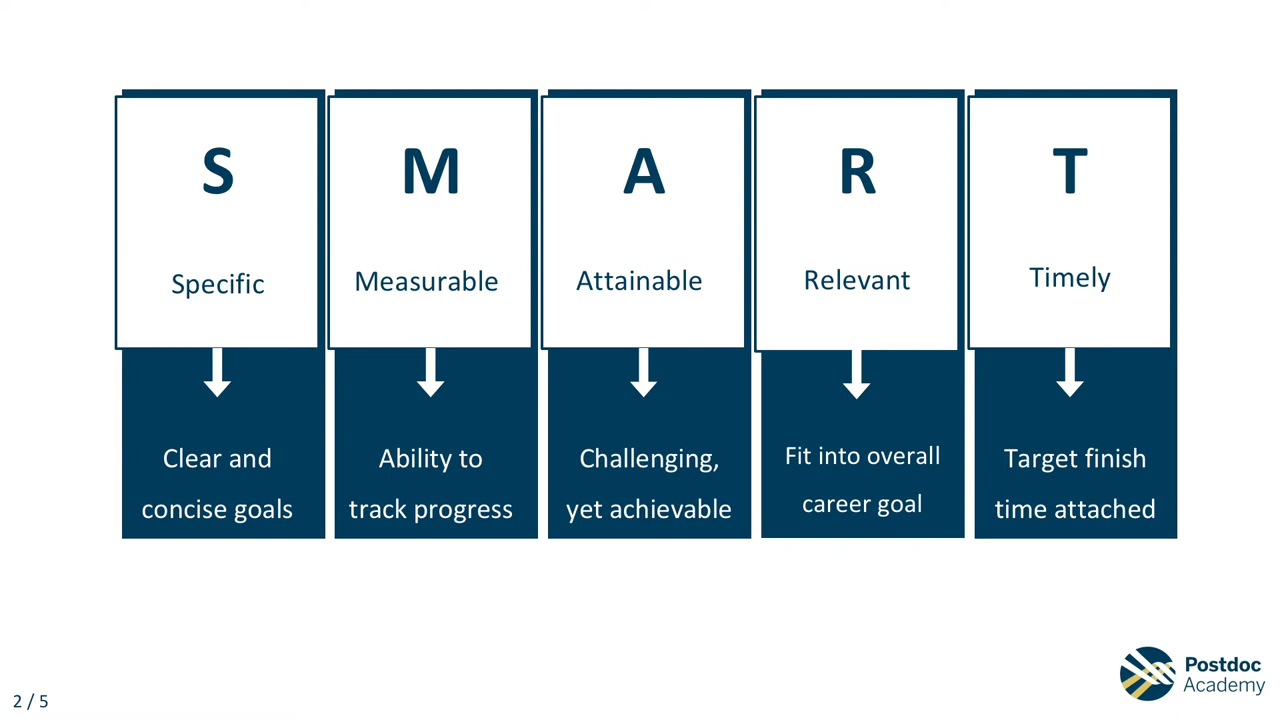 S
Specific
Clear and
concise goals
M
Measurable
Ability to
track progress
A
Attainable
Challenging,
yet achievable
R
Relevant
Fit into overall
career goal
T
Timely
Target finish
time attached
2 / 5
Postdoc
Academy